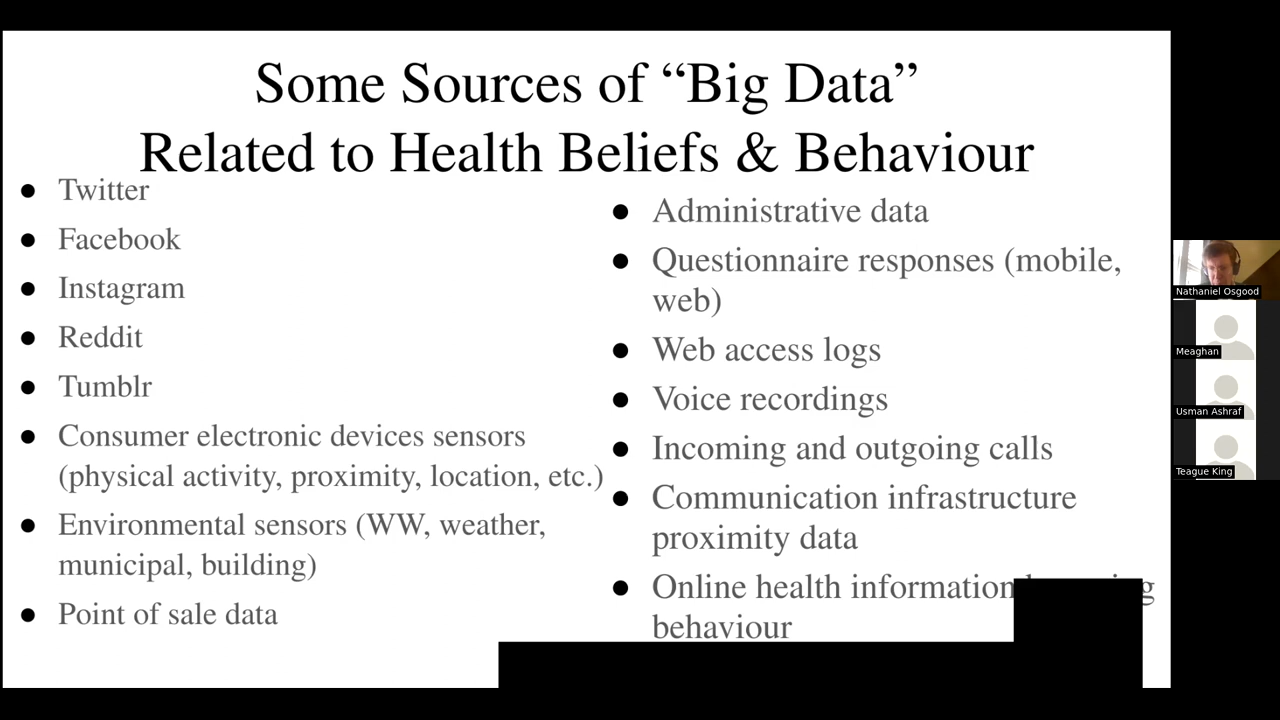 Some Sources of “Big Data”
Related to Health Beliefs & Behaviour
● Twitter
● Facebook
● Instagram
● Reddit
● Tumblr
● Consumer electronic devices sensors
(physical activity, proximity, location, etc.)
● Environmental sensors (WW, weather,
municipal, building)
● Point of sale data
● Administrative data
● Questionnaire responses (mobile,
web)
● Web access logs
● Voice recordings
● Incoming and outgoing calls
● Communication infrastructure
proximity data
● Online health information
behaviour
Nathaniel Osgood
Meaghan
Usman Ashraf
Teague King